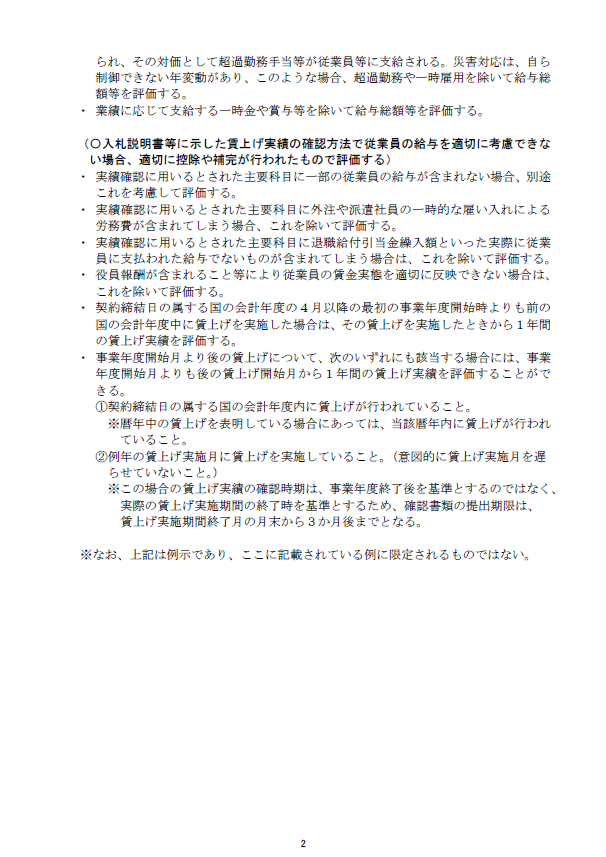 られ、その対価として超過勤務手当等が従業員等に支給される。災害対応は、自ら
制御できない年変動があり、このような場合、超過勤務や一時雇用を除いて給与総
額等を評価する。
・ 業績に応じて支給する一時金や賞与等を除いて給与総額等を評価する。
（○入札説明書等に示した賃上げ実績の確認方法で従業員の給与を適切に考慮できな
い場合、適切に控除や補完が行われたもので評価する）
・ 実績確認に用いるとされた主要科目に一部の従業員の給与が含まれない場合、別途
これを考慮して評価する。
・ 実績確認に用いるとされた主要科目に外注や派遣社員の一時的な雇い入れによる
労務費が含まれてしまう場合、これを除いて評価する。
・ 実績確認に用いるとされた主要科目に退職給付引当金繰入額といった実際に従業
員に支払われた給与でないものが含まれてしまう場合は、これを除いて評価する。
・ 役員報酬が含まれること等により従業員の賃金実態を適切に反映できない場合は、
これを除いて評価する。
・ 契約締結日の属する国の会計年度の４月以降の最初の事業年度開始時よりも前の
国の会計年度中に賃上げを実施した場合は、その賃上げを実施したときから１年間
の賃上げ実績を評価する。
・ 事業年度開始月より後の賃上げについて、次のいずれにも該当する場合には、事業
年度開始月よりも後の賃上げ開始月から１年間の賃上げ実績を評価することがで
きる。
①契約締結日の属する国の会計年度内に賃上げが行われていること。
※暦年中の賃上げを表明している場合にあっては、当該暦年内に賃上げが行われ
ていること。
②例年の賃上げ実施月に賃上げを実施していること。（意図的に賃上げ実施月を遅
らせていないこと。）
※この場合の賃上げ実績の確認時期は、事業年度終了後を基準とするのではなく、
実際の賃上げ実施期間の終了時を基準とするため、確認書類の提出期限は、
賃上げ実施期間終了月の月末から３か月後までとなる。
※なお、上記は例示であり、ここに記載されている例に限定されるものではない。
2